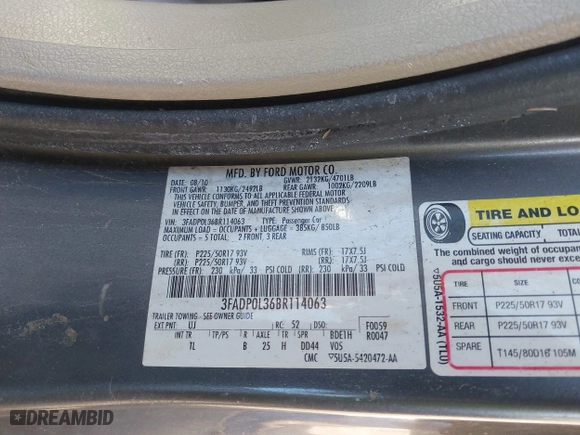 MFD. BY FORD MOTOR CO.
DATE: 08/10 GVWR: 2132KG/4701LB
FRONT GAWR: 1130KG/2492LB REAR GAWR: 1002KG/2209LB
THIS VEHICLE CONFORMS TO ALL APPLICABLE FEDERAL MOTOR
VEHICLE SAFETY, BUMPER, AND THEFT PREVENTION STANDARDS
IN EFFECT ON THE DATE OF MANUFACTURE SHOWN ABOVE.
VIN: 3FADP0L36BR114063 TYPE: Passenger Car
MAXIMUM LOAD = OCCUPANTS + LUGGAGE = 385KG/850LB
OCCUPANTS = 5 TOTAL, 2 FRONT, 3 REAR
TIRE(FR): P225/50R17 93V RIMS(FR): 17X7.5J
TIRE(RR): P225/50R17 93V RIMS(RR): 17X7.5J
PRESSURE(FR) 230 kPa/ 33 PSI COLD (RR) 230 kPa/ 33 PSI COLD
3FADP0L36BR114063
TRAILER TOWING - SEE OWNER GUIDE
EXT PNT: UJ RC: 52 DSO: F0059
INT TR TP/PS R AXLE TR BDE1H R0047
TL B 25 H DD44 V0S
CMC 5U5A-5420472-AA
5U5A-1532-AA (TLU)
TIRE AND LO
SEATING CAPACITY TOTAL
The combined weight of occupan
and cargo should never excee
TIRE SIZE
FRONT P225/50R17 93V
REAR P225/50R17 93V
SPARE T145/80D16 105M
DREAMBID